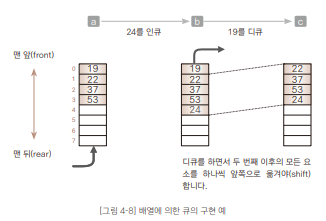 a 24를 인큐 b 19를 디큐 c
맨 앞(front)
0 19 19 22
1 22 22 37
2 37 37 53
3 53 53 24
4 24
5
6
7
맨 뒤(rear)
디큐를 하면서 두 번째 이후의 모든 요
소를 하나씩 앞쪽으로 옮겨야(shift)
합니다.
[그림 4-8] 배열에 의한 큐의 구현 예